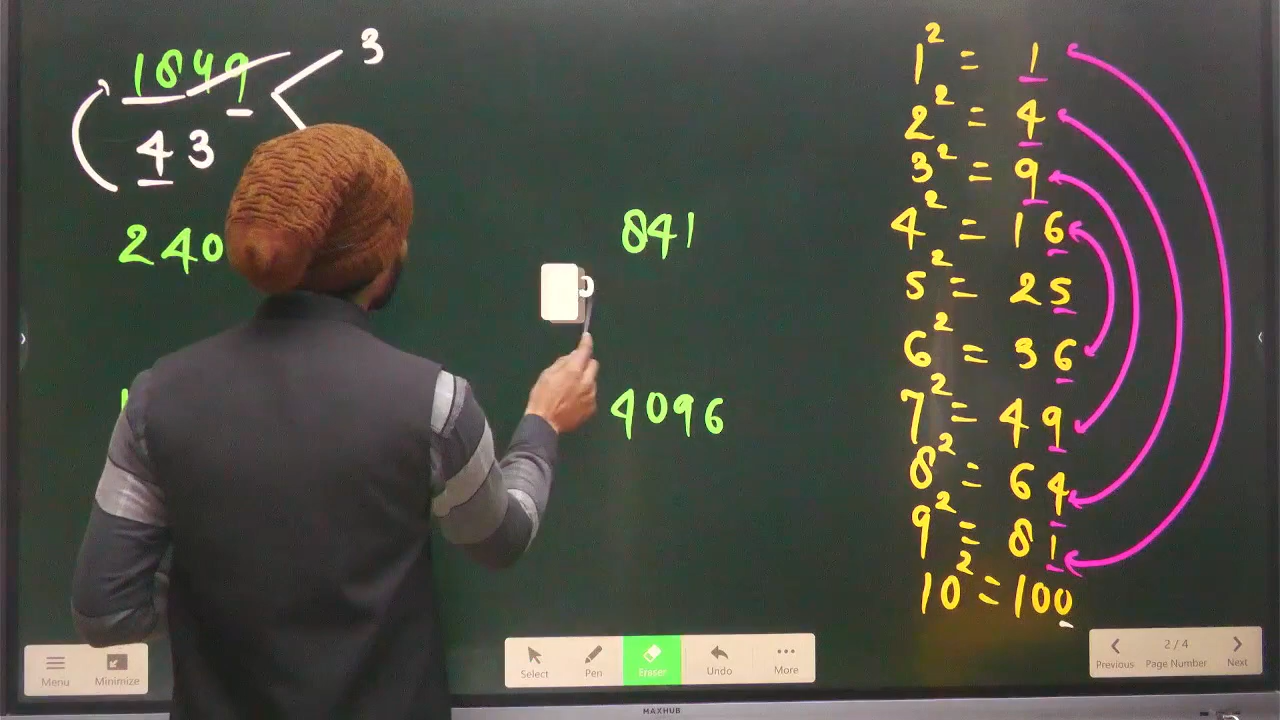 1849
3
43
240
841
4096
1² = 1
2² = 4
3² = 9
4² = 16
5² = 25
6² = 36
7² = 49
8² = 64
9² = 81
10² = 100
Menu
Minimize
Select
Pen
Eraser
Undo
More
Previous
2/4
Page Number
Next
MAXHUB